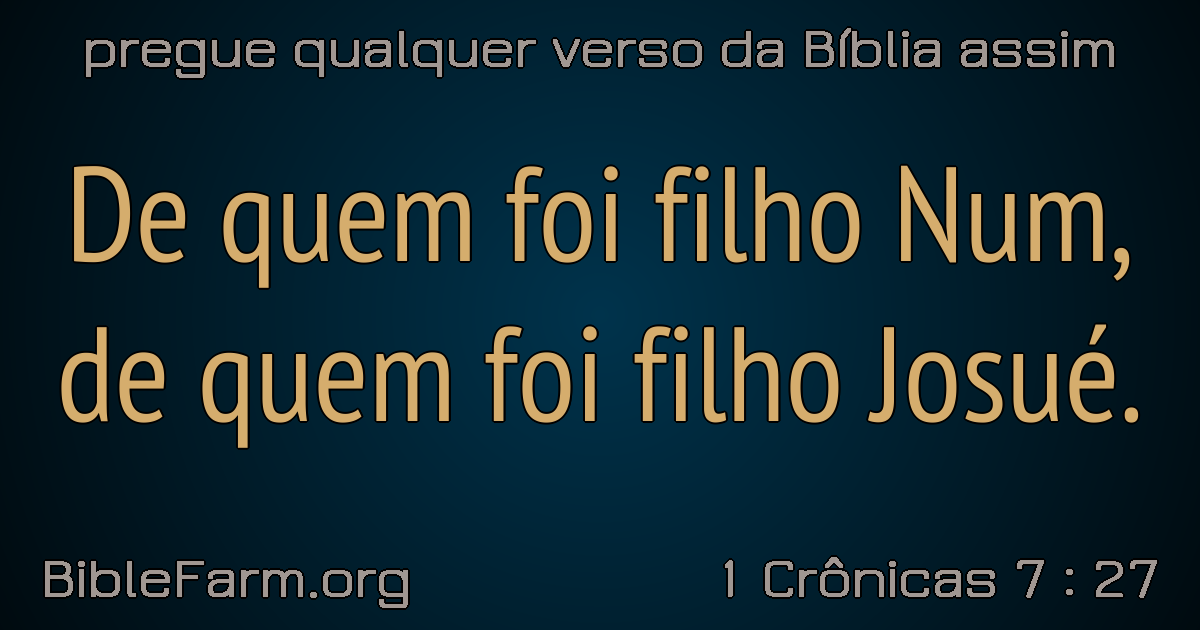 pregue qualquer verso da Bíblia assim
De quem foi filho Num,
de quem foi filho Josué.
BibleFarm.org
1 Crônicas 7 : 27